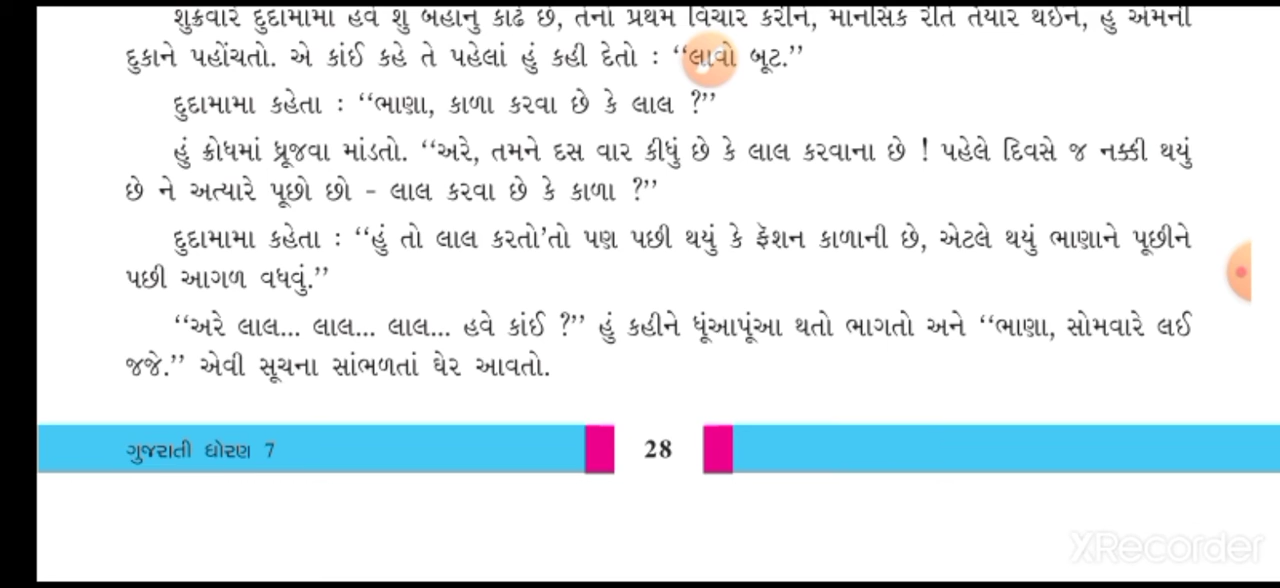 શુક્રવારે દુદામામા હવે શું બહાનું કાઢે છે, તેનો પ્રથમ વિચાર કરીને, માનસિક રીતે તૈયાર થઈને, હું એમની
દુકાને પહોંચતો. એ કાંઈ કહે તે પહેલાં હું કહી દેતો : “લાવો બૂટ.”
દુદામામા કહેતા : “ભાણા, કાળા કરવા છે કે લાલ ?”
હું ક્રોધમાં ધ્રૂજવા માંડતો. “અરે, તમને દસ વાર કીધું છે કે લાલ કરવાના છે ! પહેલે દિવસે જ નક્કી થયું
છે ને અત્યારે પૂછો છો - લાલ કરવા છે કે કાળા ?”
દુદામામા કહેતા : “હું તો લાલ કરતો’તો પણ પછી થયું કે ફૅશન કાળાની છે, એટલે થયું ભાણાને પૂછીને
પછી આગળ વધવું.”
“અરે લાલ... લાલ... લાલ... હવે કાંઈ ?” હું કહીને ધૂંઆપૂંઆ થતો ભાગતો અને “ભાણા, સોમવારે લઈ
જજે.” એવી સૂચના સાંભળતાં ઘેર આવતો.
ગુજરાતી ધોરણ 7
28
XRecorder